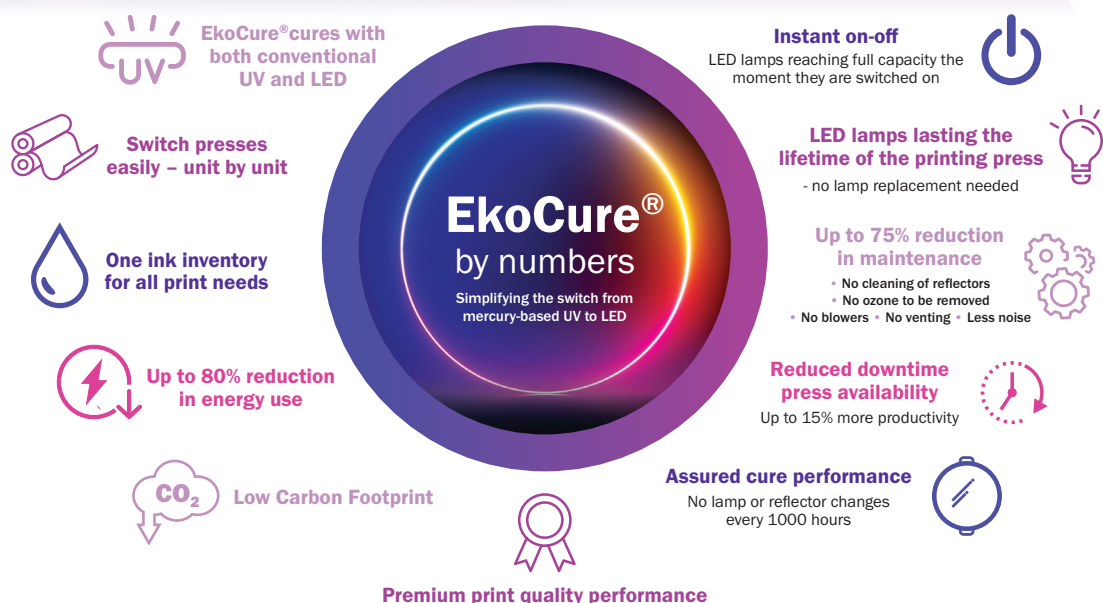 UV
EkoCure® cures with
both conventional
UV and LED
Switch presses
easily – unit by unit
One ink inventory
for all print needs
Up to 80% reduction
in energy use
CO2
Low Carbon Footprint
EkoCure®
by numbers
Simplifying the switch from
mercury-based UV to LED
Instant on-off
LED lamps reaching full capacity the
moment they are switched on
LED lamps lasting the
lifetime of the printing press
- no lamp replacement needed
Up to 75% reduction
in maintenance
• No cleaning of reflectors
• No ozone to be removed
• No blowers • No venting • Less noise
Reduced downtime
press availability
Up to 15% more productivity
Assured cure performance
No lamp or reflector changes
every 1000 hours
Premium print quality performance